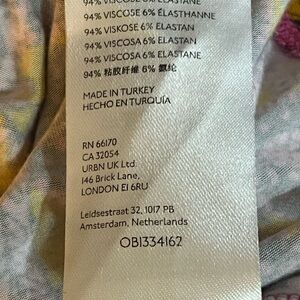 94% VISCOSE 6% ELASTANE
94% VISCOSE 6% ÉLASTHANNE
94% VISKOSE 6% ELASTAN
94% VISCOSA 6% ELASTAN
94% VISCOSA 6% ELASTANE
94% 粘胶纤维 6% 氨纶
MADE IN TURKEY
HECHO EN TURQUÍA
RN 66170
CA 32054
URBN UK Ltd.
146 Brick Lane,
LONDON E1 6RU
Leidsestraat 32, 1017 PB
Amsterdam, Netherlands
OB1334162